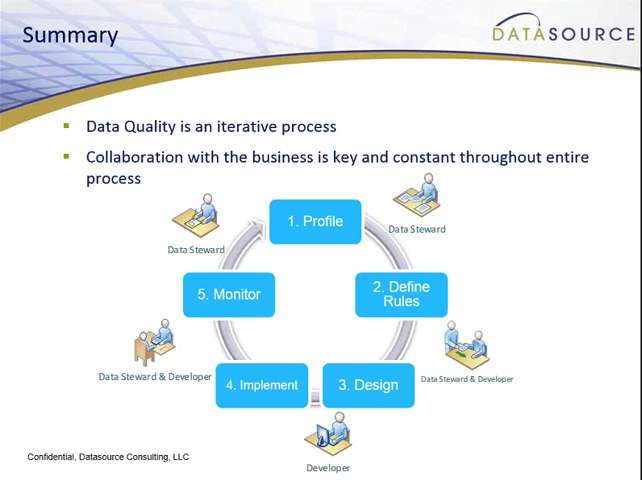 Summary
DATASOURCE
Data Quality is an iterative process
Collaboration with the business is key and constant throughout entire
process
1. Profile
Data Steward
Data Steward
2. Define
Rules
5. Monitor
Data Steward & Developer
Data Steward & Developer
3. Design
4. Implement
Developer
Confidential, Datasource Consulting, LLC